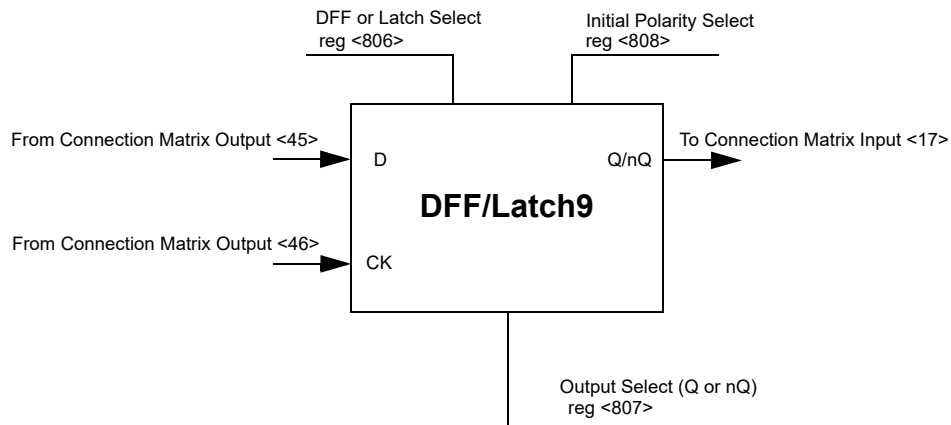 DFF or Latch Select
reg <806>
Initial Polarity Select
reg <808>
From Connection Matrix Output <45>
D
Q/nQ
To Connection Matrix Input <17>
DFF/Latch9
From Connection Matrix Output <46>
CK
Output Select (Q or nQ)
reg <807>